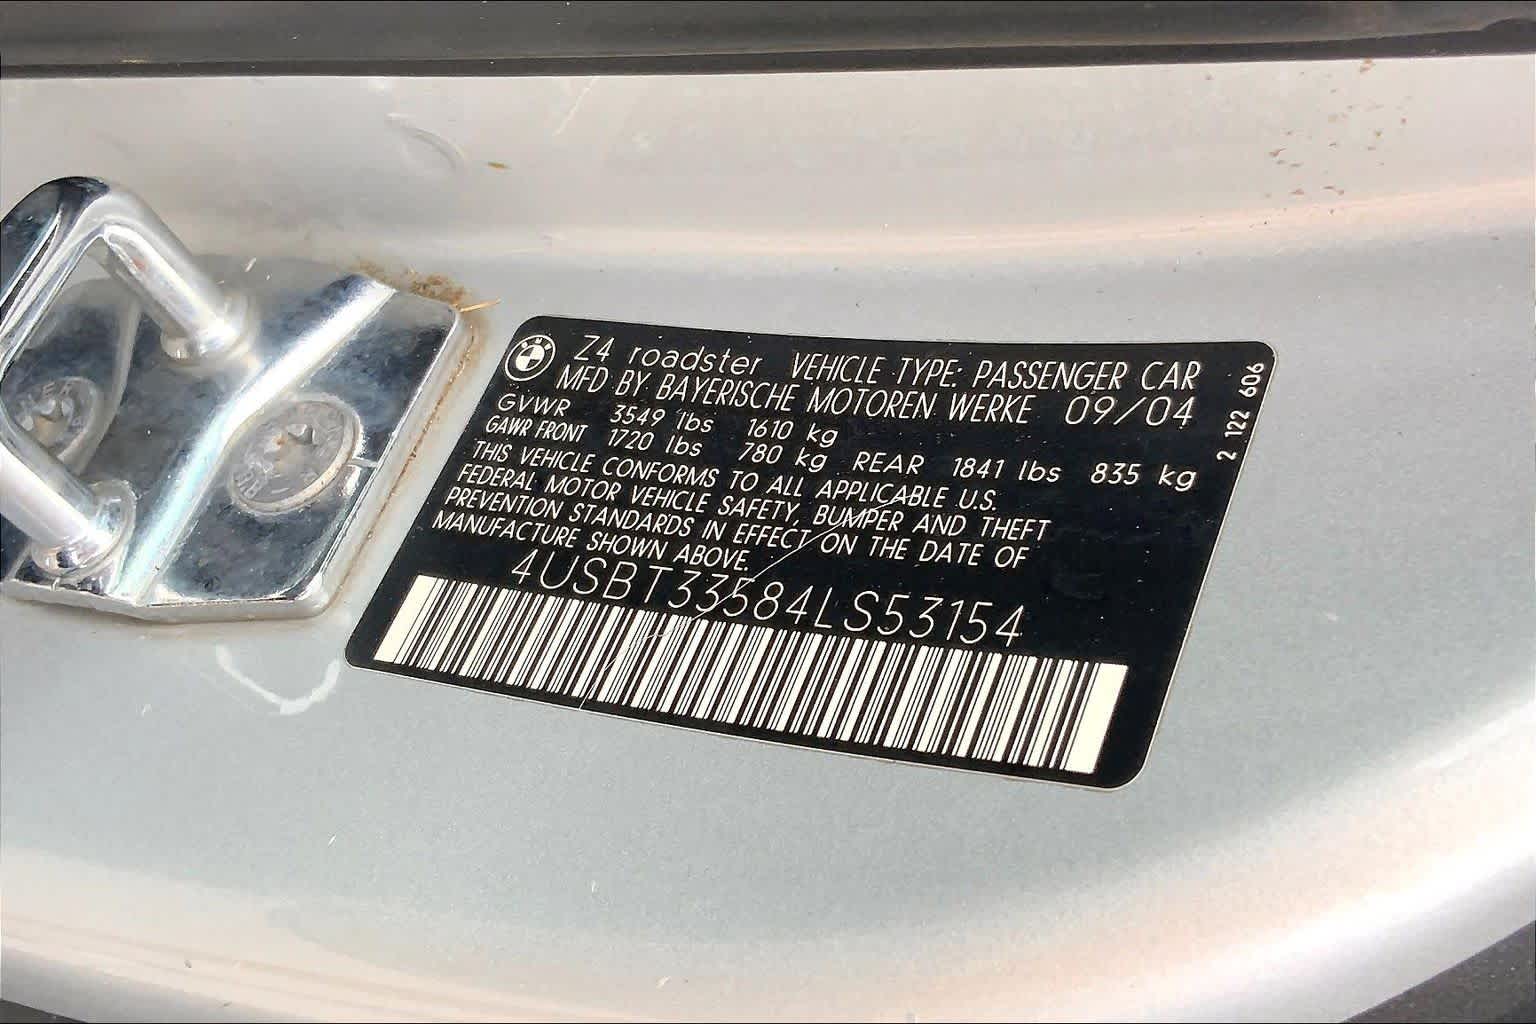 Z4 roadster VEHICLE TYPE: PASSENGER CAR
MFD BY: BAYERISCHE MOTOREN WERKE 09/04
GVWR 3549 lbs 1610 kg
GAWR FRONT 1720 lbs 780 kg REAR 1841 lbs 835 kg
THIS VEHICLE CONFORMS TO ALL APPLICABLE U.S.
FEDERAL MOTOR VEHICLE SAFETY, BUMPER AND THEFT
PREVENTION STANDARDS IN EFFECT ON THE DATE OF
MANUFACTURE SHOWN ABOVE.
4USBT33584LS53154
2 122 606